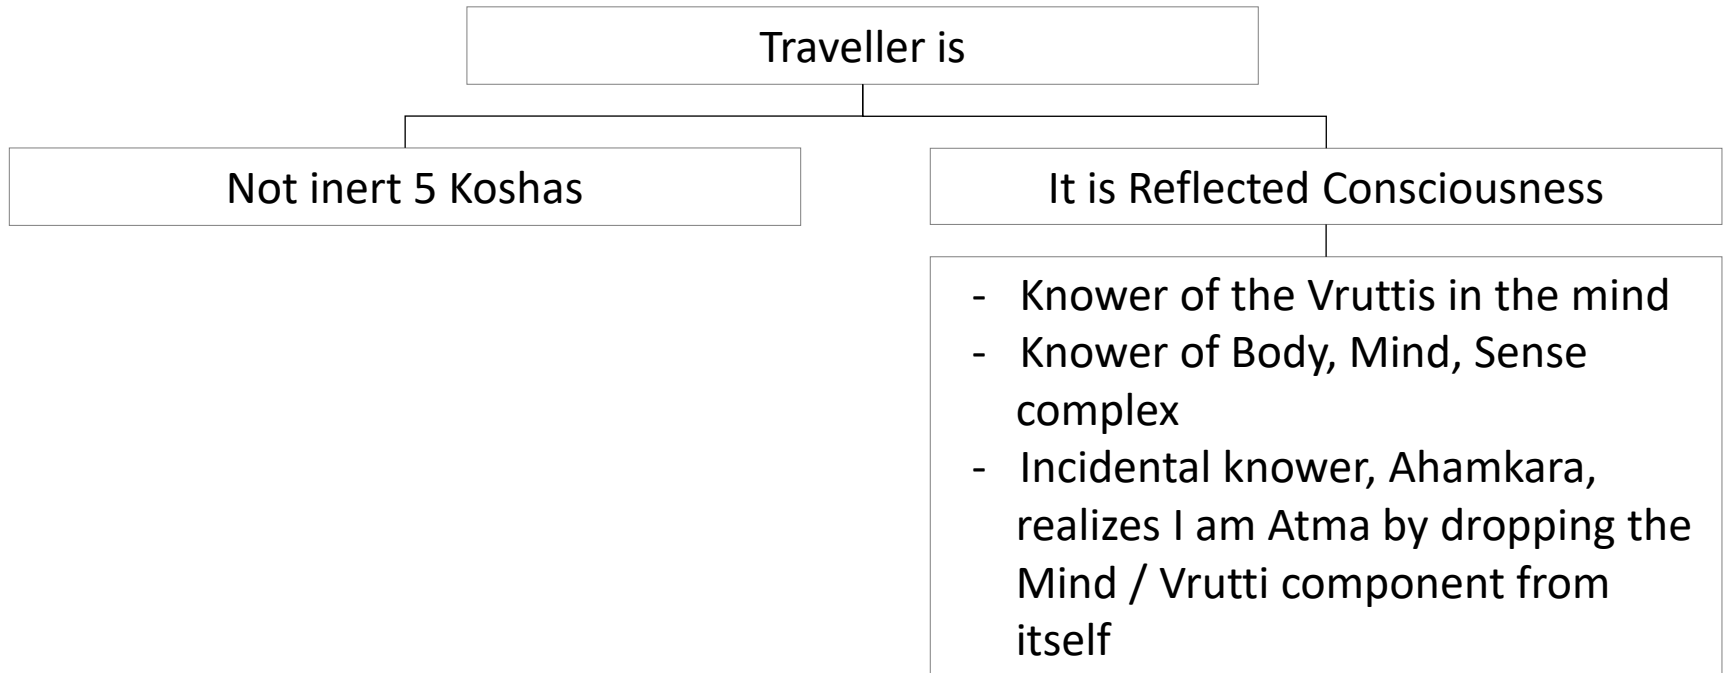 Traveller is
Not inert 5 Koshas
It is Reflected Consciousness
- Knower of the Vruttis in the mind
- Knower of Body, Mind, Sense
complex
- Incidental knower, Ahamkara,
realizes I am Atma by dropping the
Mind / Vrutti component from
itself